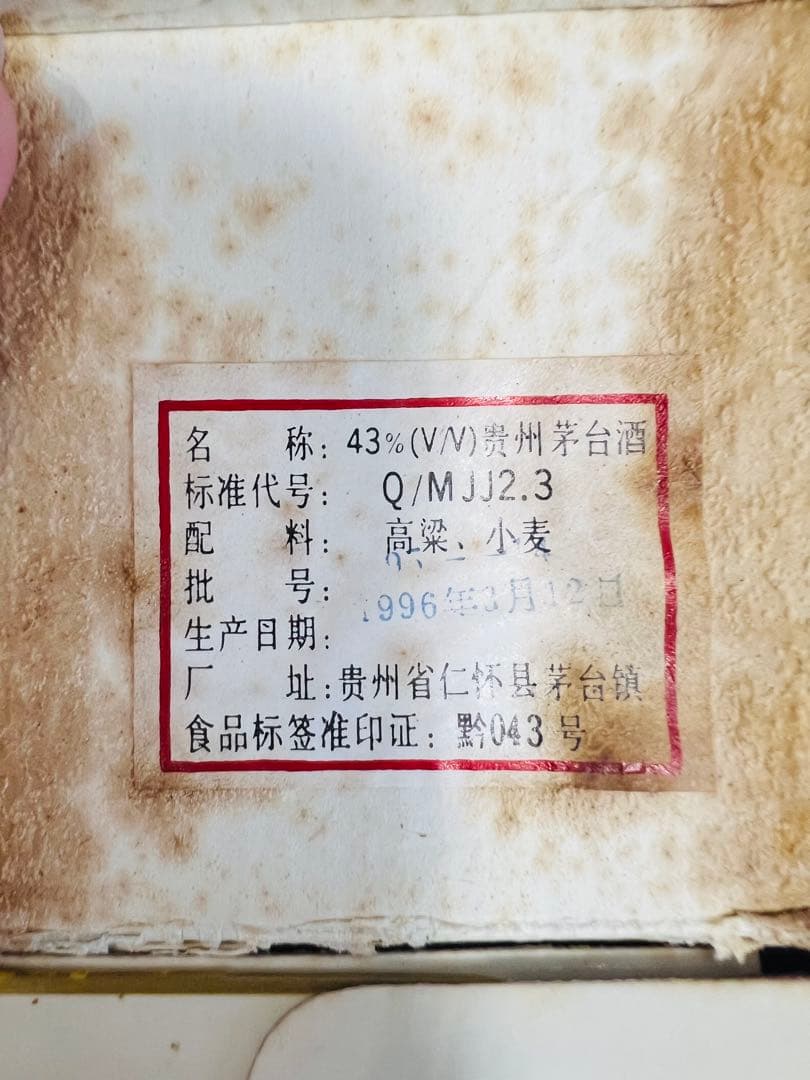 名 称: 43%(V/V)贵州茅台酒
标准代号: Q/MJJ2.3
配 料: 高粱、小麦
批 号:
1996年3月12日
生产日期:
厂 址:贵州省仁怀县茅台镇
食品标签准印证: 黔043号